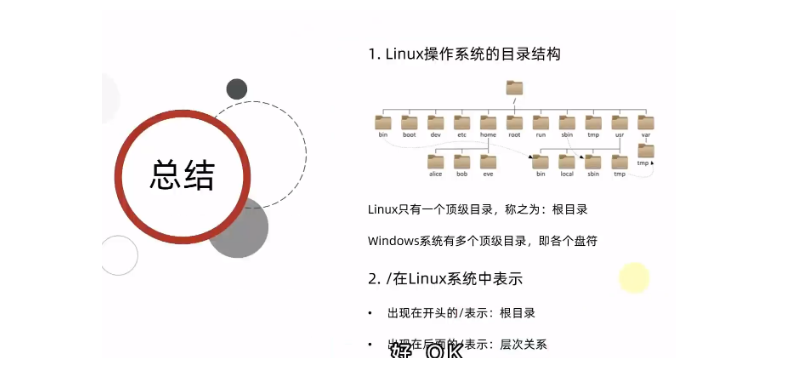 总结
1. Linux操作系统的目录结构
/
bin boot dev etc home root run sbin tmp usr var
alice bob eve bin local sbin tmp tmp
Linux只有一个顶级目录，称之为：根目录
Windows系统有多个顶级目录，即各个盘符
2. /在Linux系统中表示
• 出现在开头的/表示：根目录
• 出现在后面的/表示：层次关系
好 OK